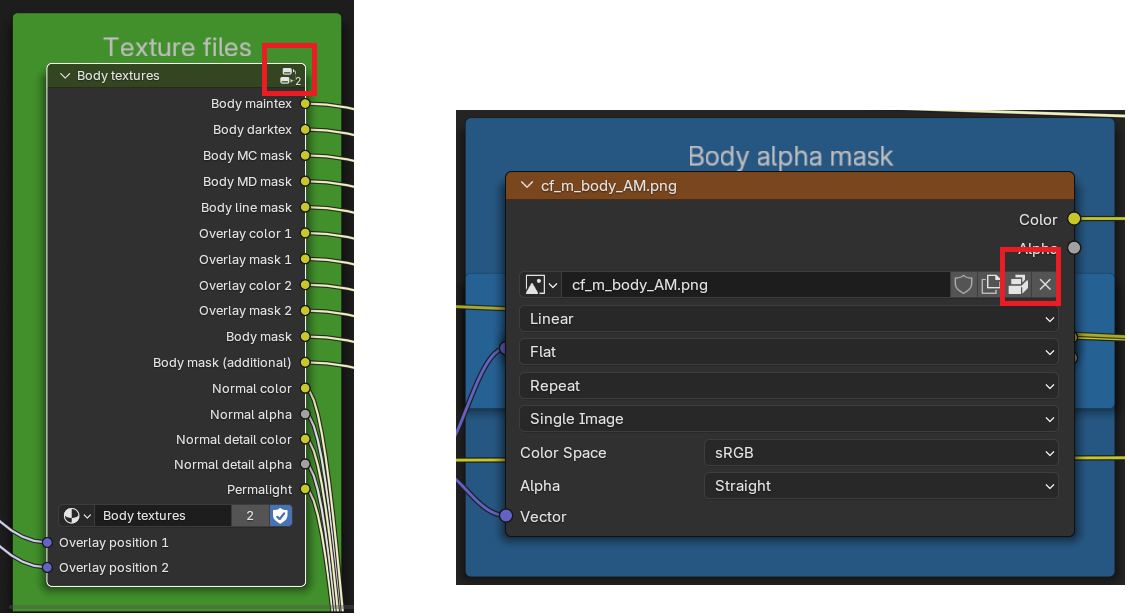 Texture files
Body textures
2
Body maintex
Body darktex
Body MC mask
Body MD mask
Body line mask
Overlay color 1
Overlay mask 1
Overlay color 2
Overlay mask 2
Body mask
Body mask (additional)
Normal color
Normal alpha
Normal detail color
Normal detail alpha
Permalight
Body textures 2
Overlay position 1
Overlay position 2
Body alpha mask
cf_m_body_AM.png
Color
Alpha
cf_m_body_AM.png
Linear
Flat
Repeat
Single Image
Color Space sRGB
Alpha Straight
Vector